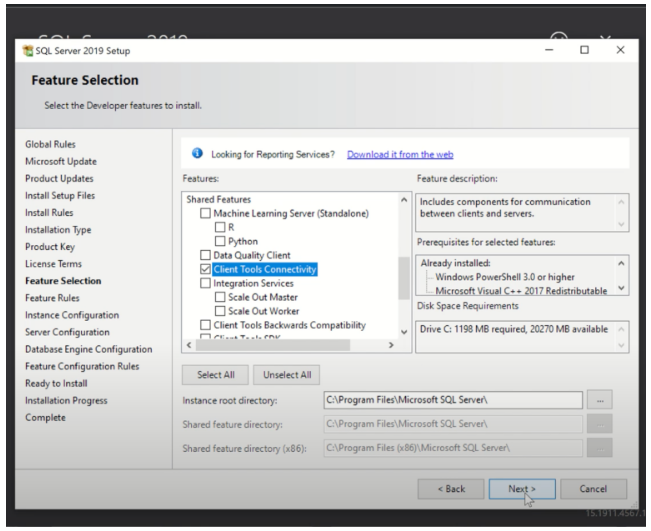 SQL Server 2019 Setup
Feature Selection
Select the Developer features to install.
Global Rules
Microsoft Update
Product Updates
Install Setup Files
Install Rules
Installation Type
Product Key
License Terms
Feature Selection
Feature Rules
Instance Configuration
Server Configuration
Database Engine Configuration
Feature Configuration Rules
Ready to Install
Installation Progress
Complete
Looking for Reporting Services? Download it from the web
Features:
Shared Features
Machine Learning Server (Standalone)
R
Python
Data Quality Client
Client Tools Connectivity
Integration Services
Scale Out Master
Scale Out Worker
Client Tools Backwards Compatibility
Client Tools SDK
Feature description:
Includes components for communication
between clients and servers.
Prerequisites for selected features:
Already installed:
Windows PowerShell 3.0 or higher
Microsoft Visual C++ 2017 Redistributable
Disk Space Requirements
Drive C: 1198 MB required, 20270 MB available
Select All Unselect All
Instance root directory: C:\Program Files\Microsoft SQL Server\ ...
Shared feature directory: C:\Program Files\Microsoft SQL Server\ ...
Shared feature directory (x86): C:\Program Files (x86)\Microsoft SQL Server\ ...
< Back Next > Cancel
15.1911.4567.1